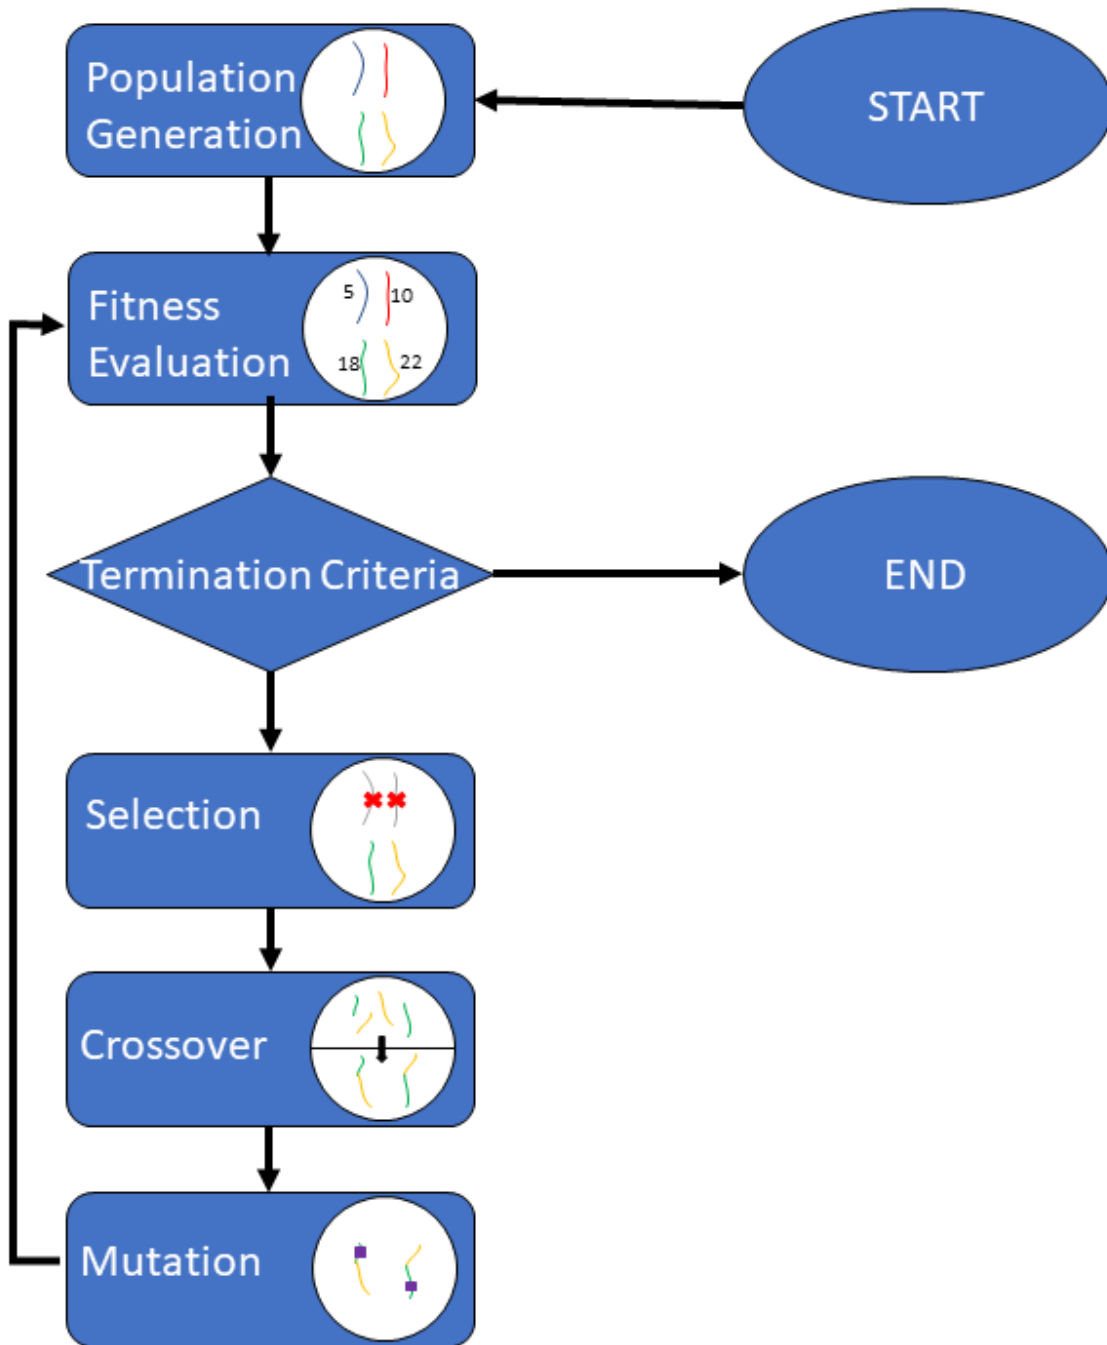 Population
Generation
START
Fitness
Evaluation
5
10
18
22
Termination Criteria
END
Selection
Crossover
Mutation